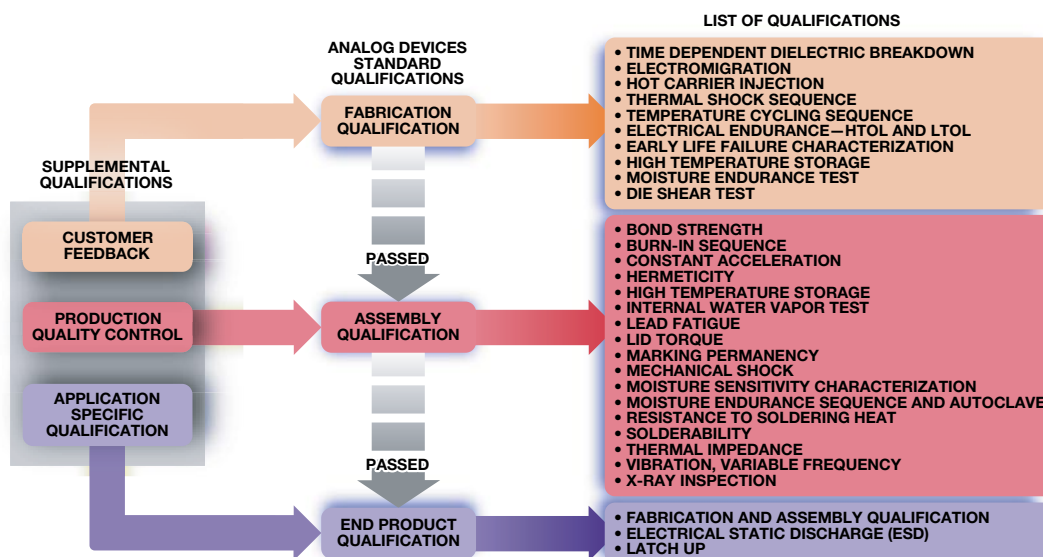 LIST OF QUALIFICATIONS
ANALOG DEVICES
STANDARD
QUALIFICATIONS
FABRICATION
QUALIFICATION
• TIME DEPENDENT DIELECTRIC BREAKDOWN
• ELECTROMIGRATION
• HOT CARRIER INJECTION
• THERMAL SHOCK SEQUENCE
• TEMPERATURE CYCLING SEQUENCE
• ELECTRICAL ENDURANCE—HTOL AND LTOL
• EARLY LIFE FAILURE CHARACTERIZATION
• HIGH TEMPERATURE STORAGE
• MOISTURE ENDURANCE TEST
• DIE SHEAR TEST
SUPPLEMENTAL
QUALIFICATIONS
CUSTOMER
FEEDBACK
PASSED
PRODUCTION
QUALITY CONTROL
ASSEMBLY
QUALIFICATION
• BOND STRENGTH
• BURN-IN SEQUENCE
• CONSTANT ACCELERATION
• HERMETICITY
• HIGH TEMPERATURE STORAGE
• INTERNAL WATER VAPOR TEST
• LEAD FATIGUE
• LID TORQUE
• MARKING PERMANENCY
• MECHANICAL SHOCK
• MOISTURE SENSITIVITY CHARACTERIZATION
• MOISTURE ENDURANCE SEQUENCE AND AUTOCLAVE
• RESISTANCE TO SOLDERING HEAT
• SOLDERABILITY
• THERMAL IMPEDANCE
• VIBRATION, VARIABLE FREQUENCY
• X-RAY INSPECTION
APPLICATION
SPECIFIC
QUALIFICATION
PASSED
END PRODUCT
QUALIFICATION
• FABRICATION AND ASSEMBLY QUALIFICATION
• ELECTRICAL STATIC DISCHARGE (ESD)
• LATCH UP